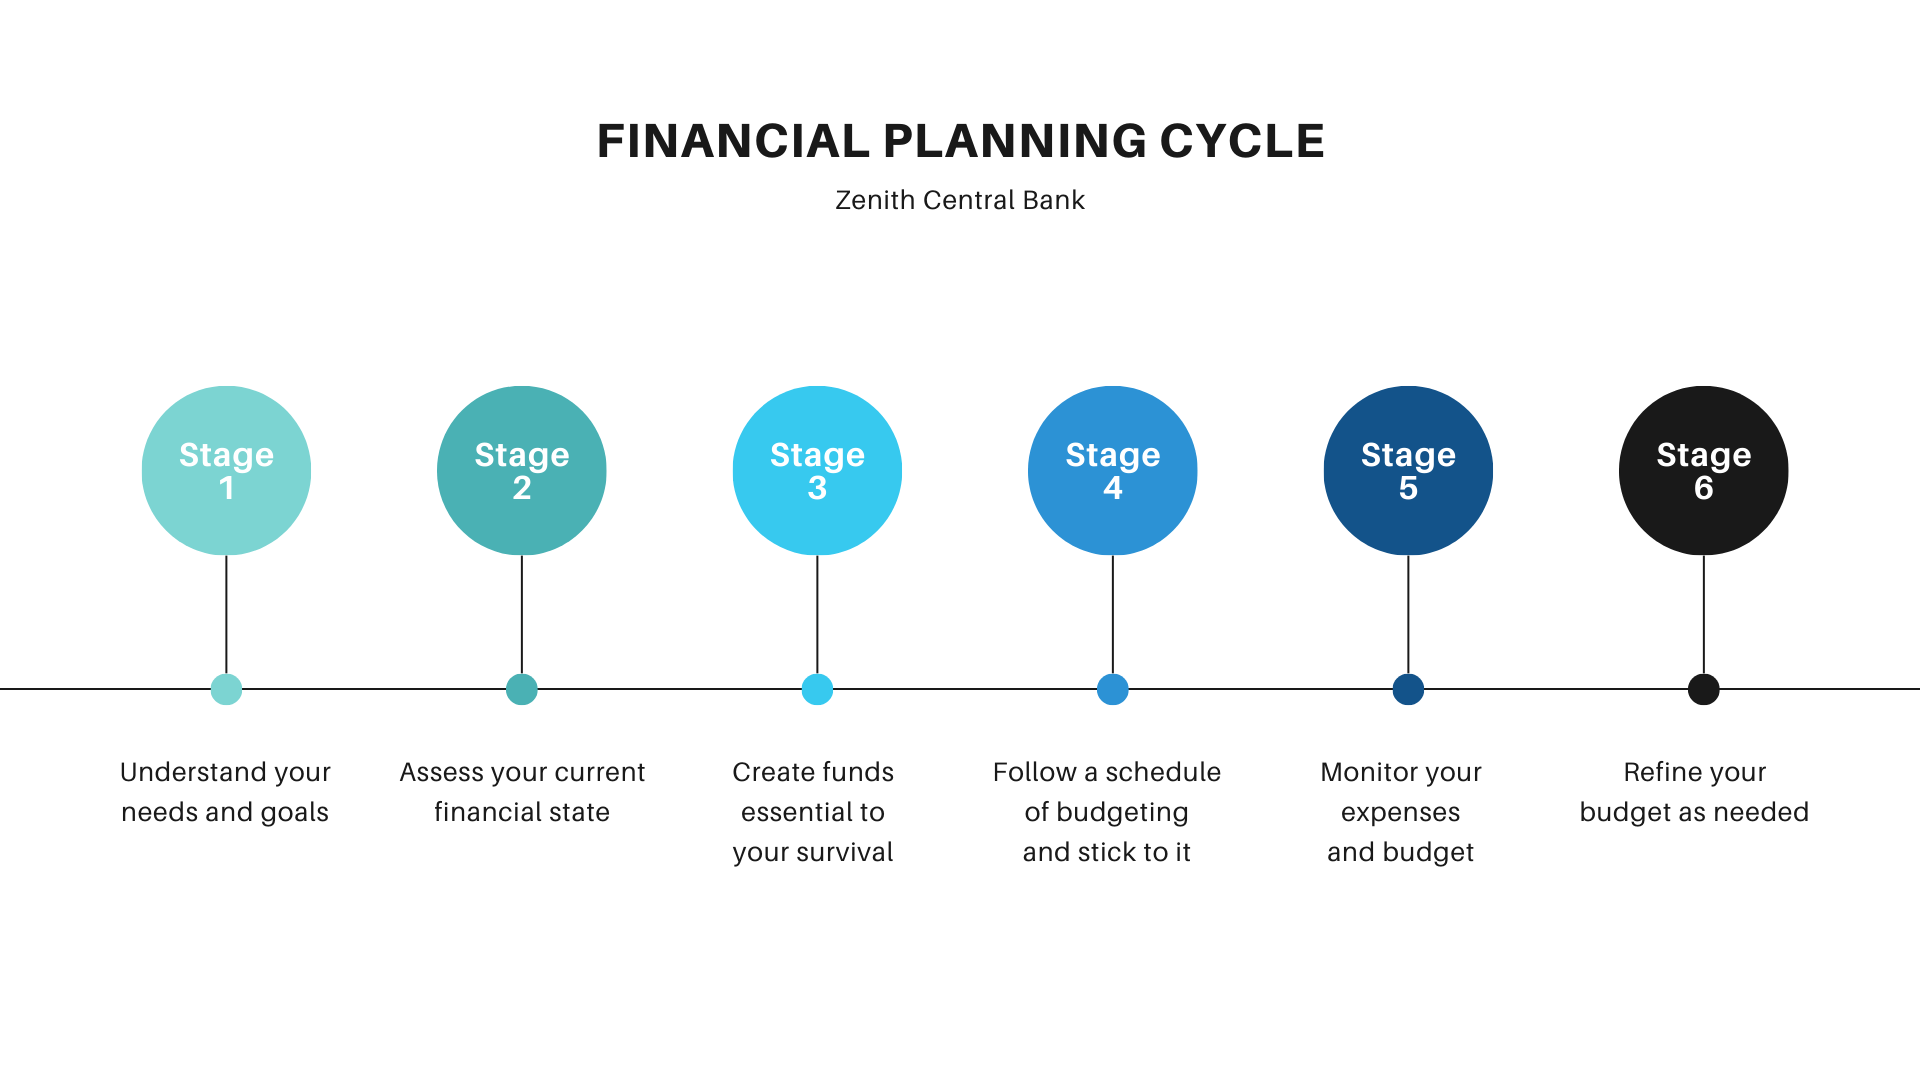 FINANCIAL PLANNING CYCLE
Zenith Central Bank
Stage
1
Stage
2
Stage
3
Stage
4
Stage
5
Stage
6
Understand your
needs and goals
Assess your current
financial state
Create funds
essential to
your survival
Follow a schedule
of budgeting
and stick to it
Monitor your
expenses
and budget
Refine your
budget as needed